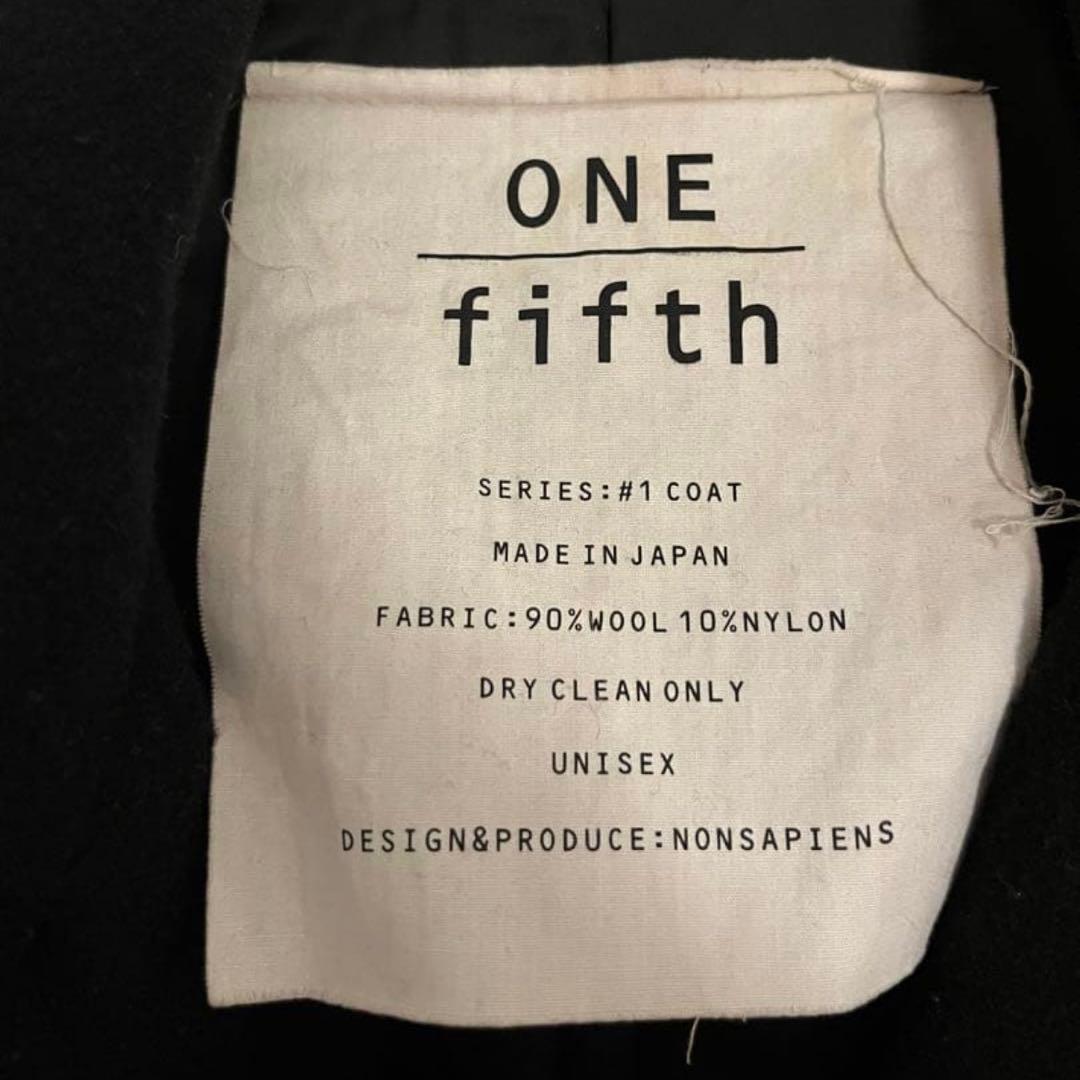 ONE
fifth
SERIES:#1 COAT
MADE IN JAPAN
FABRIC:90%WOOL 10%NYLON
DRY CLEAN ONLY
UNISEX
DESIGN&PRODUCE:NONSAPIENS